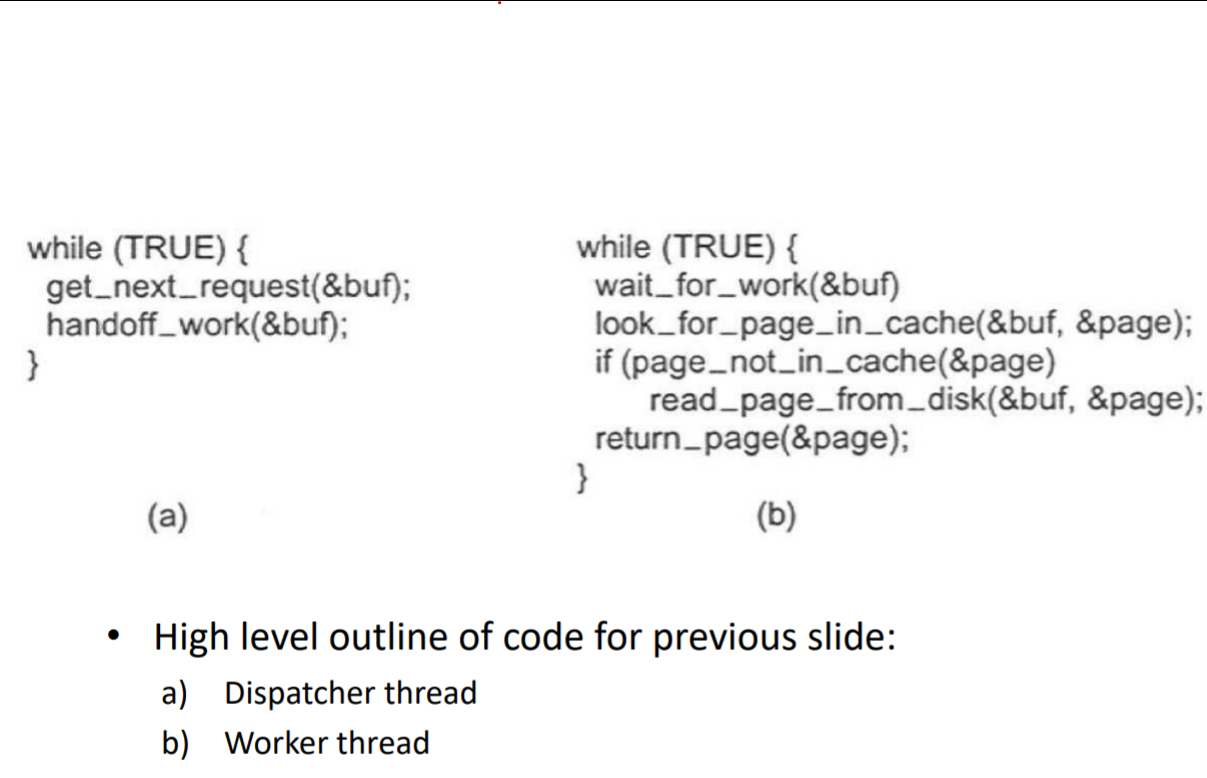 while (TRUE) {
get_next_request(&buf);
handoff_work(&buf);
}
(a)
while (TRUE) {
wait_for_work(&buf)
look_for_page_in_cache(&buf, &page);
if (page_not_in_cache(&page)
read_page_from_disk(&buf, &page);
return_page(&page);
}
(b)
• High level outline of code for previous slide:
a) Dispatcher thread
b) Worker thread